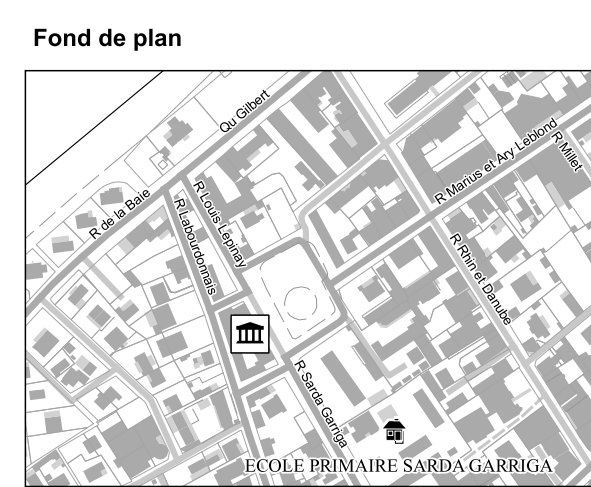 Fond de plan
Qu Gilbert
R Marius et Ary Leblond
R Millet
R de la Baie
R Louis Lepinay
R Labourdonnais
R Rhin et Danube
R Sarda Garriga
ECOLE PRIMAIRE SARDA GARRIGA